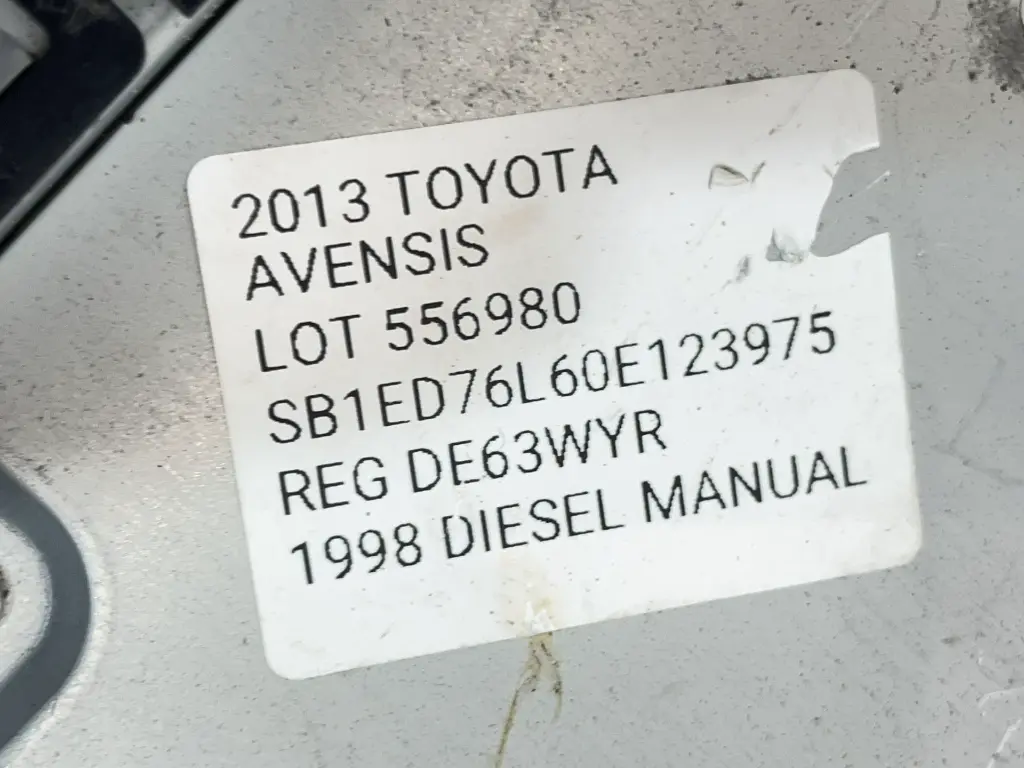 2013 TOYOTA
AVENSIS
LOT 556980
SB1ED76L60E123975
REG DE63WYR
1998 DIESEL MANUAL